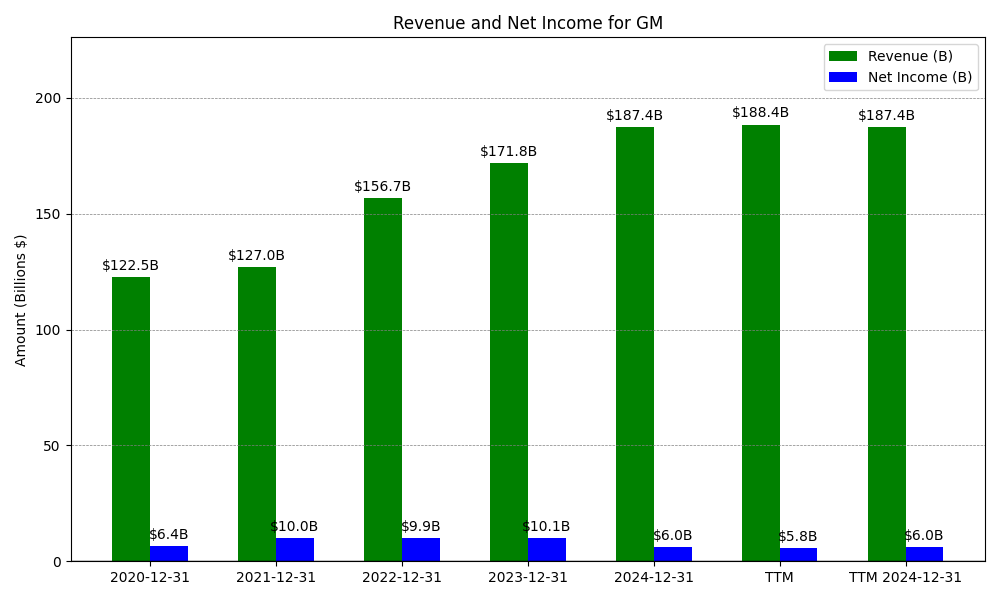 Revenue and Net Income for GM
Revenue (B)
Net Income (B)
Amount (Billions $)
200
150
100
50
0
$122.5B
$127.0B
$156.7B
$171.8B
$187.4B
$188.4B
$187.4B
$6.4B
$10.0B
$9.9B
$10.1B
$6.0B
$5.8B
$6.0B
2020-12-31
2021-12-31
2022-12-31
2023-12-31
2024-12-31
TTM
TTM 2024-12-31